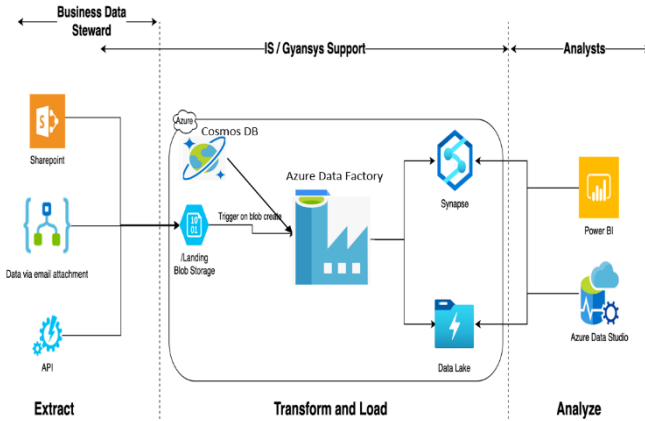 Business Data
Steward
IS / Gyansys Support
Analysts
Azure
Cosmos DB
S
Sharepoint
Azure Data Factory
Synapse
Power BI
Trigger on blob create
10
01
/Landing
Blob Storage
Data via email attachment
Azure Data Studio
API
Data Lake
Extract
Transform and Load
Analyze